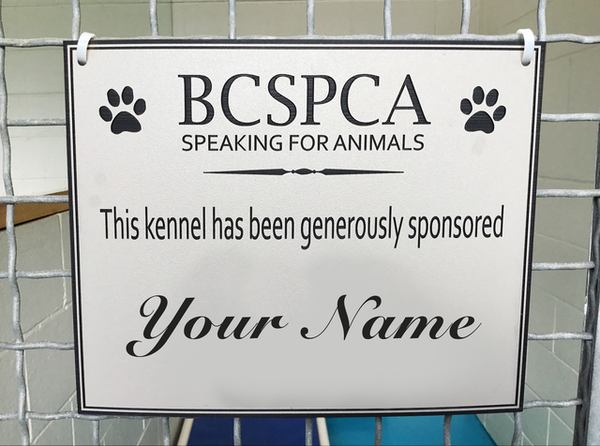 BCSPCA
SPEAKING FOR ANIMALS
This kennel has been generously sponsored
Your Name